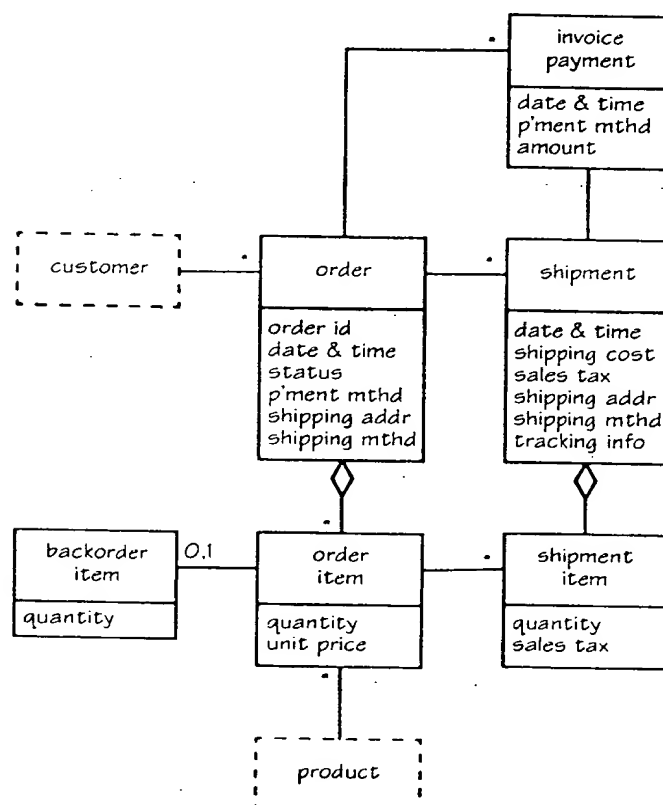 invoice
payment
date & time
p'ment mthd
amount
customer
order
order id
date & time
status
p'ment mthd
shipping addr
shipping mthd
shipment
date & time
shipping cost
sales tax
shipping addr
shipping mthd
tracking info
backorder
item
quantity
0.1
order
item
quantity
unit price
shipment
item
quantity
sales tax
product